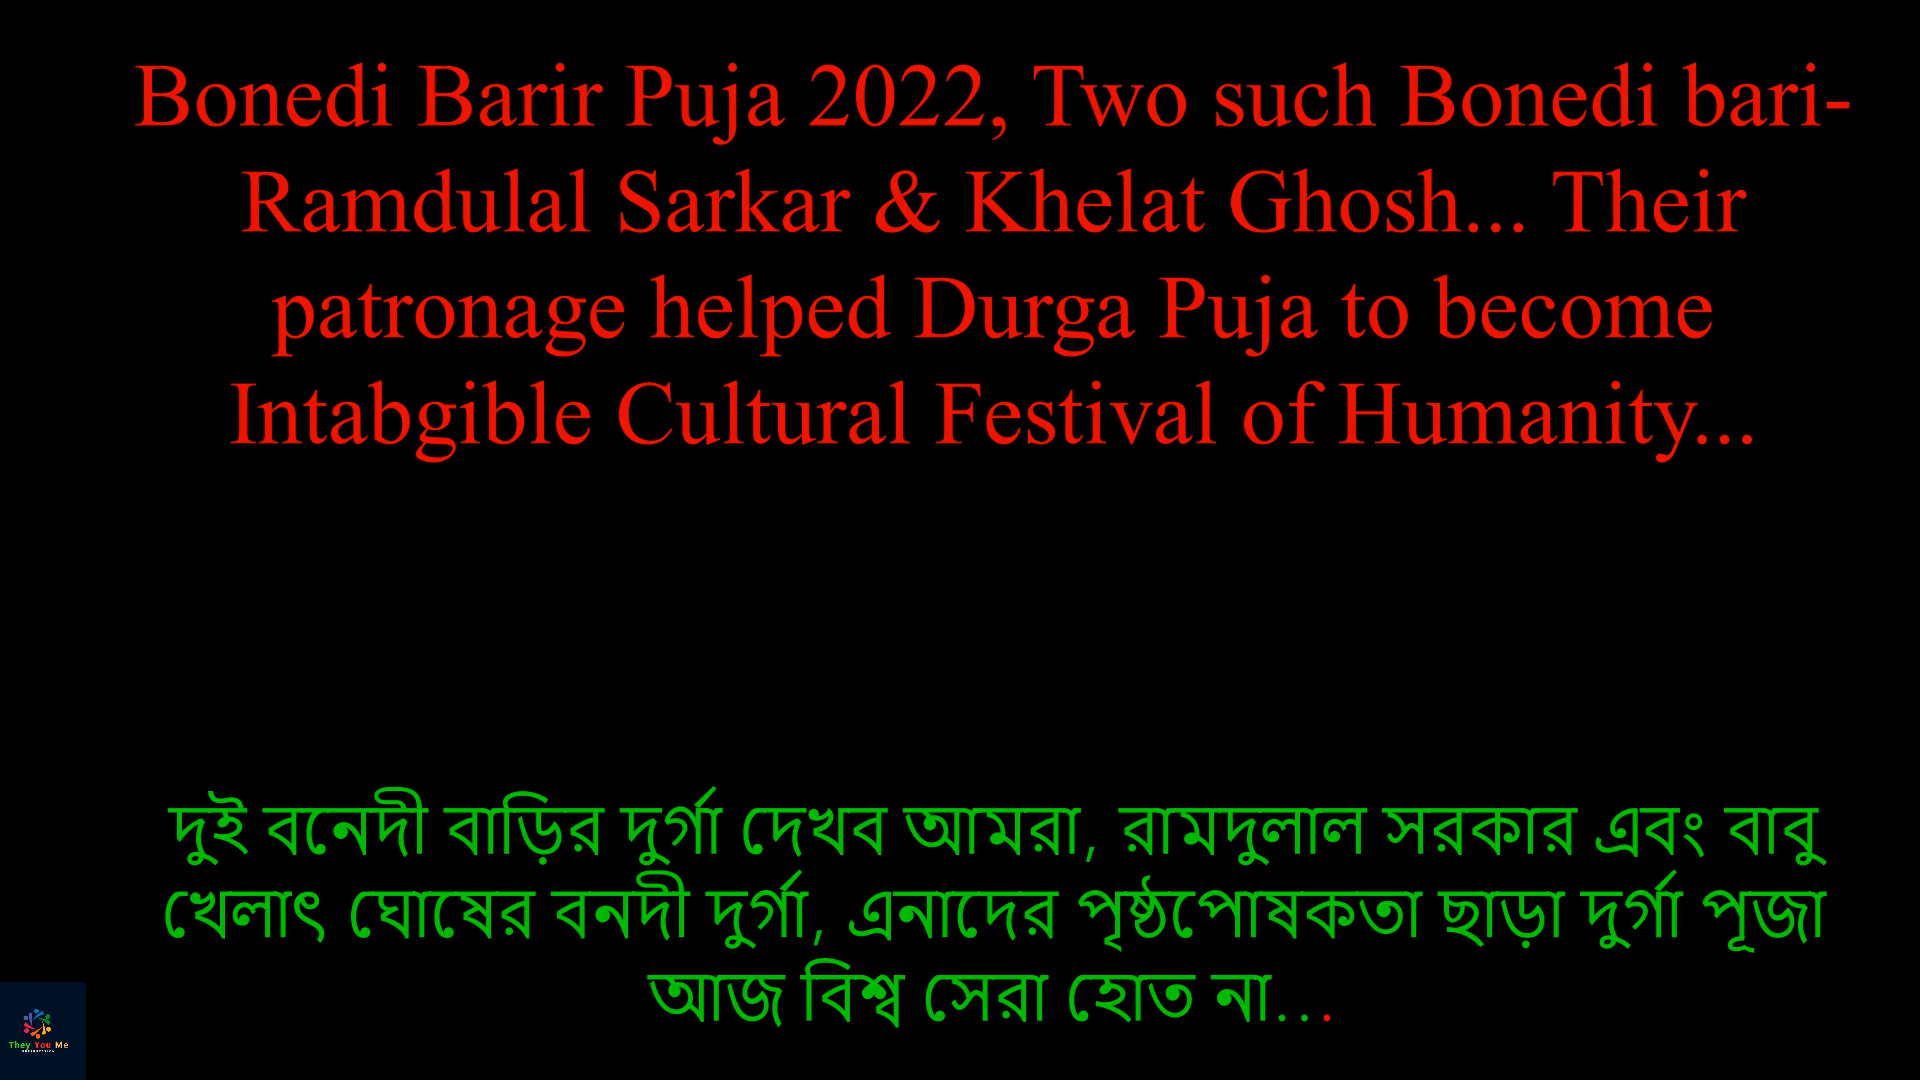 Bonedi Barir Puja 2022, Two such Bonedi bari-
Ramdulal Sarkar & Khelat Ghosh... Their
patronage helped Durga Puja to become
Intabgible Cultural Festival of Humanity...
দুই বনেদী বাড়ির দুর্গা দেখব আমরা, রামদুলাল সরকার এবং বাবু
খেলাৎ ঘোষের বনদী দুর্গা, এনাদের পৃষ্ঠপোষকতা ছাড়া দুর্গা পূজা
আজ বিশ্ব সেরা হোত না...
They You Me